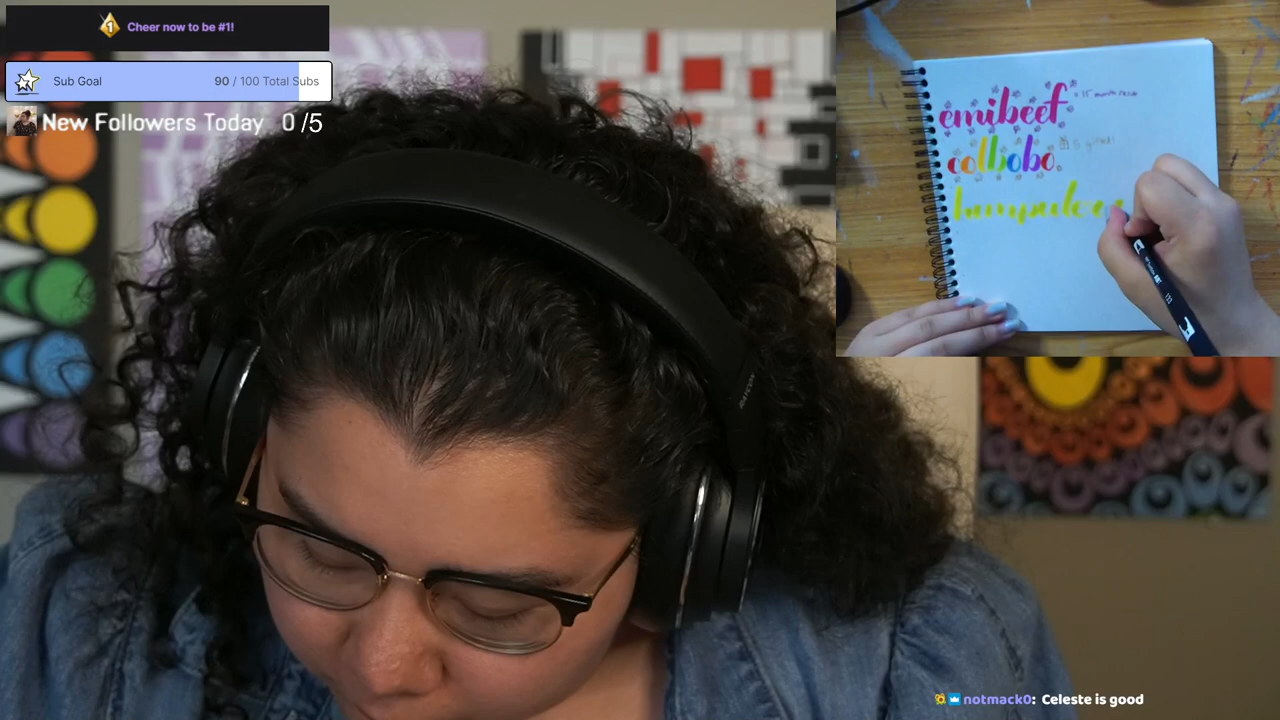 1 Cheer now to be #1!
Sub Goal 90 / 100 Total Subs
New Followers Today 0 /5
emibeef
collbobo
notmack0: Celeste is good